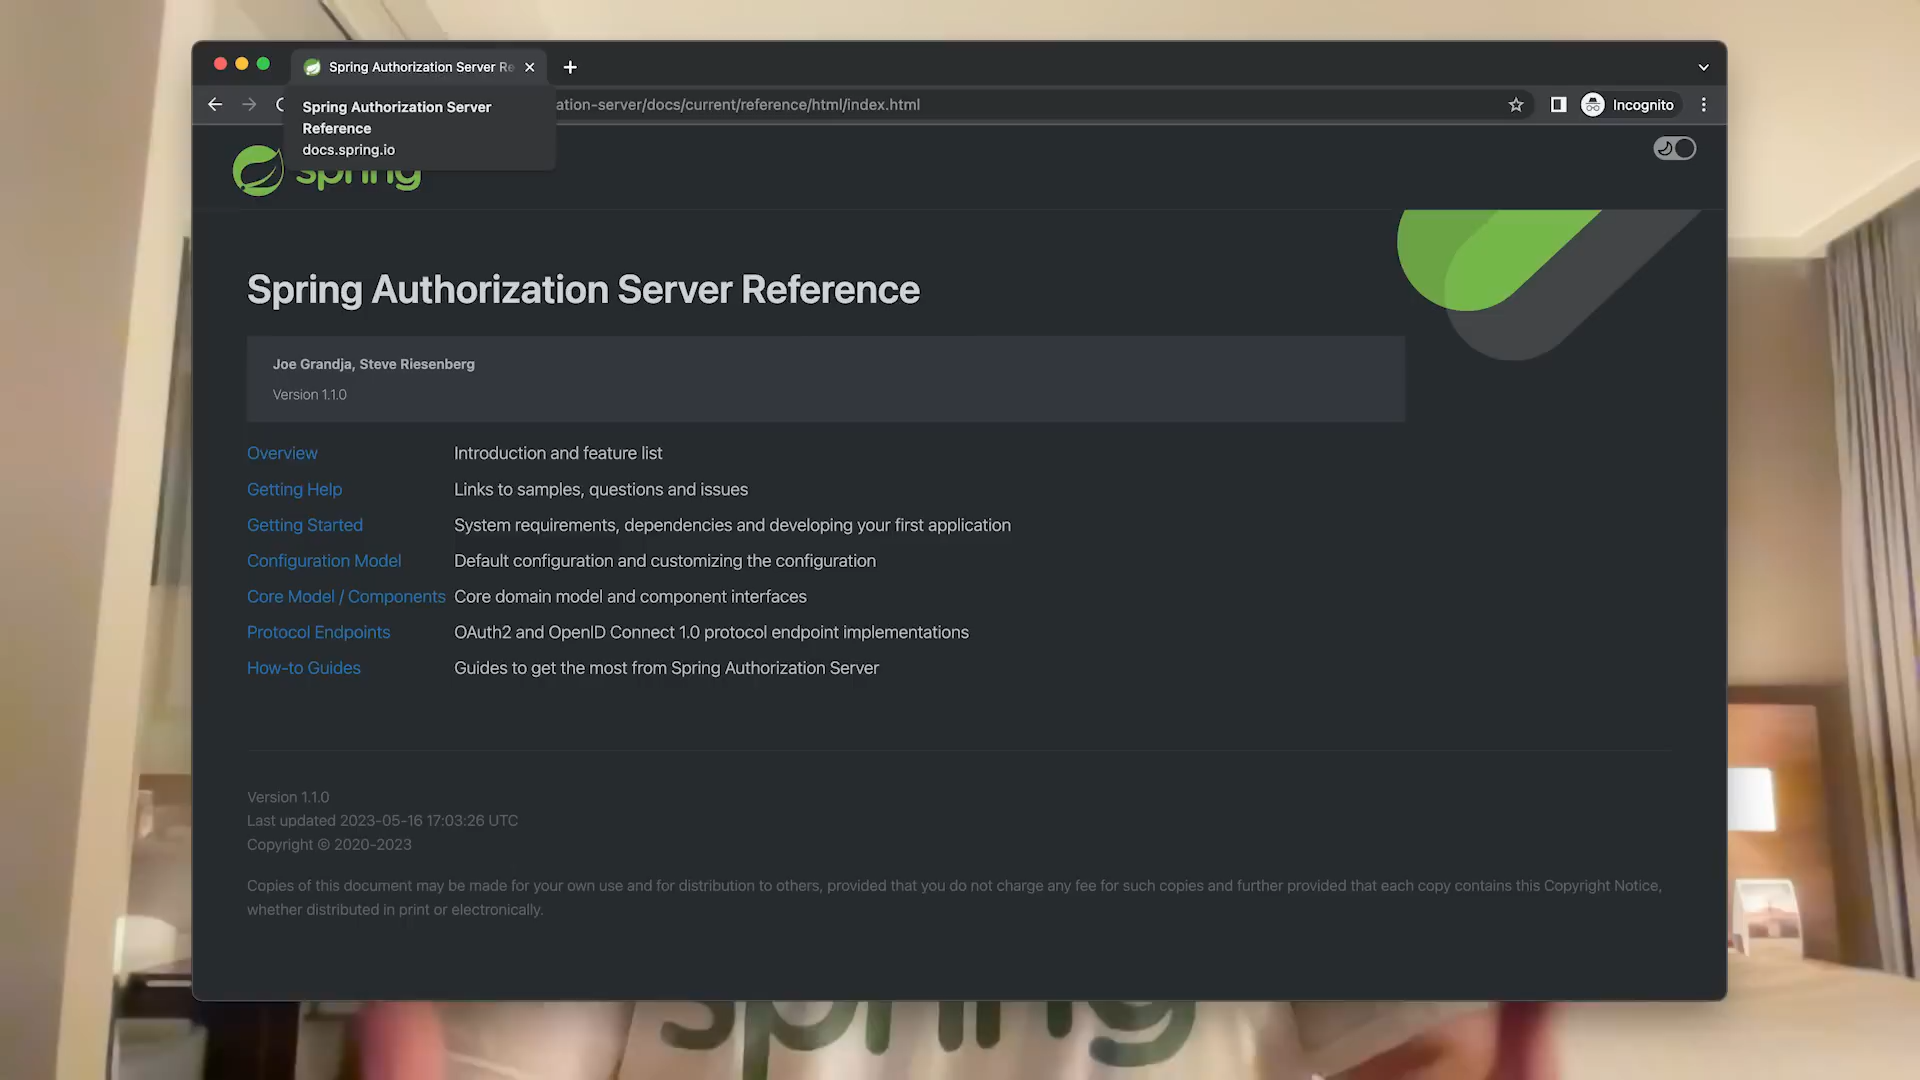 Spring Authorization Server Re
Spring Authorization Server
Reference
docs.spring.io
ation-server/docs/current/reference/html/index.html
Incognito
spring
Spring Authorization Server Reference
Joe Grandja, Steve Riesenberg
Version 1.1.0
Overview Introduction and feature list
Getting Help Links to samples, questions and issues
Getting Started System requirements, dependencies and developing your first application
Configuration Model Default configuration and customizing the configuration
Core Model / Components Core domain model and component interfaces
Protocol Endpoints OAuth2 and OpenID Connect 1.0 protocol endpoint implementations
How-to Guides Guides to get the most from Spring Authorization Server
Version 1.1.0
Last updated 2023-05-16 17:03:26 UTC
Copyright © 2020-2023
Copies of this document may be made for your own use and for distribution to others, provided that you do not charge any fee for such copies and further provided that each copy contains this Copyright Notice,
whether distributed in print or electronically.
spring